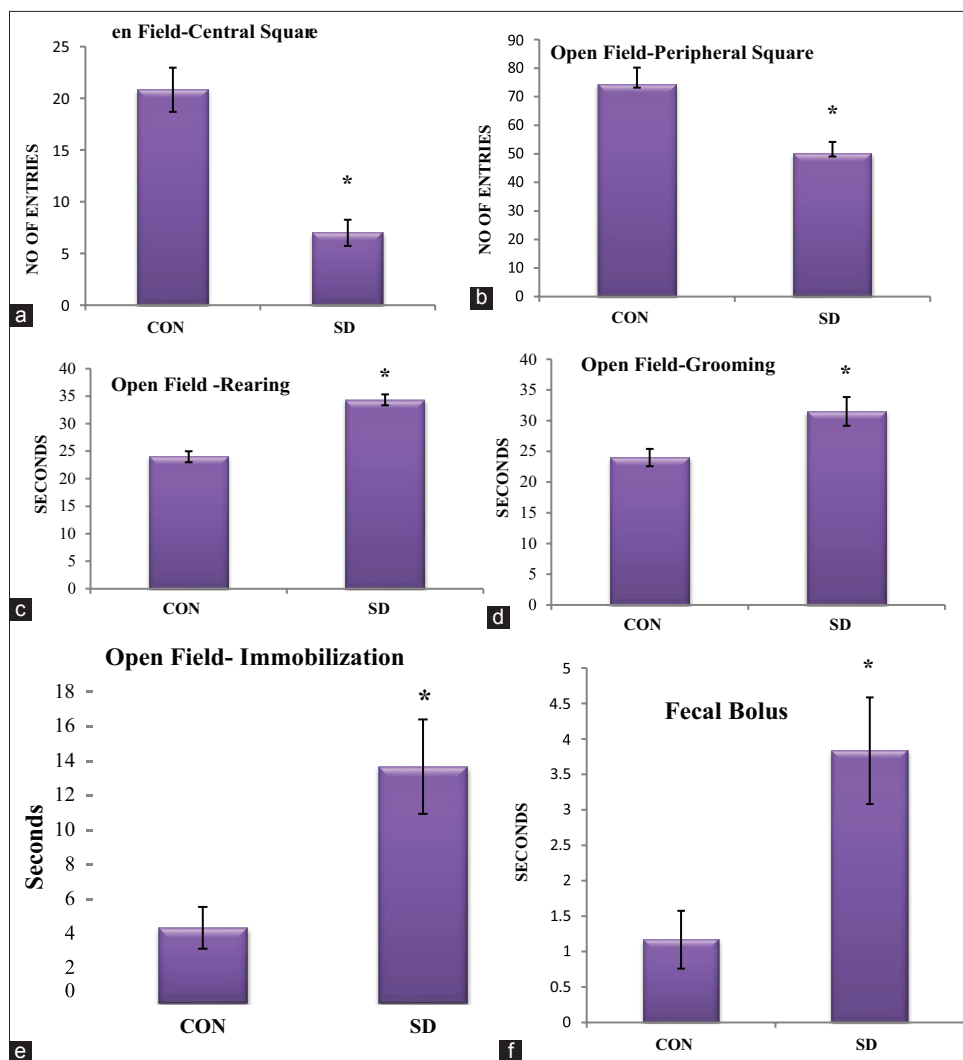 en Field-Central Square
25
20
15
10
5
0
NO OF ENTRIES
*
CON SD
a
Open Field-Peripheral Square
90
80
70
60
50
40
30
20
10
0
NO OF ENTRIES
*
CON SD
b
Open Field -Rearing
40
35
30
25
20
15
10
5
0
SECONDS
*
CON SD
c
Open Field-Grooming
40
35
30
25
20
15
10
5
0
SECONDS
*
CON SD
d
Open Field- Immobilization
18
16
14
12
10
8
6
4
2
0
Seconds
*
CON SD
e
Fecal Bolus
5
4.5
4
3.5
3
2.5
2
1.5
1
0.5
0
SECONDS
*
CON SD
f